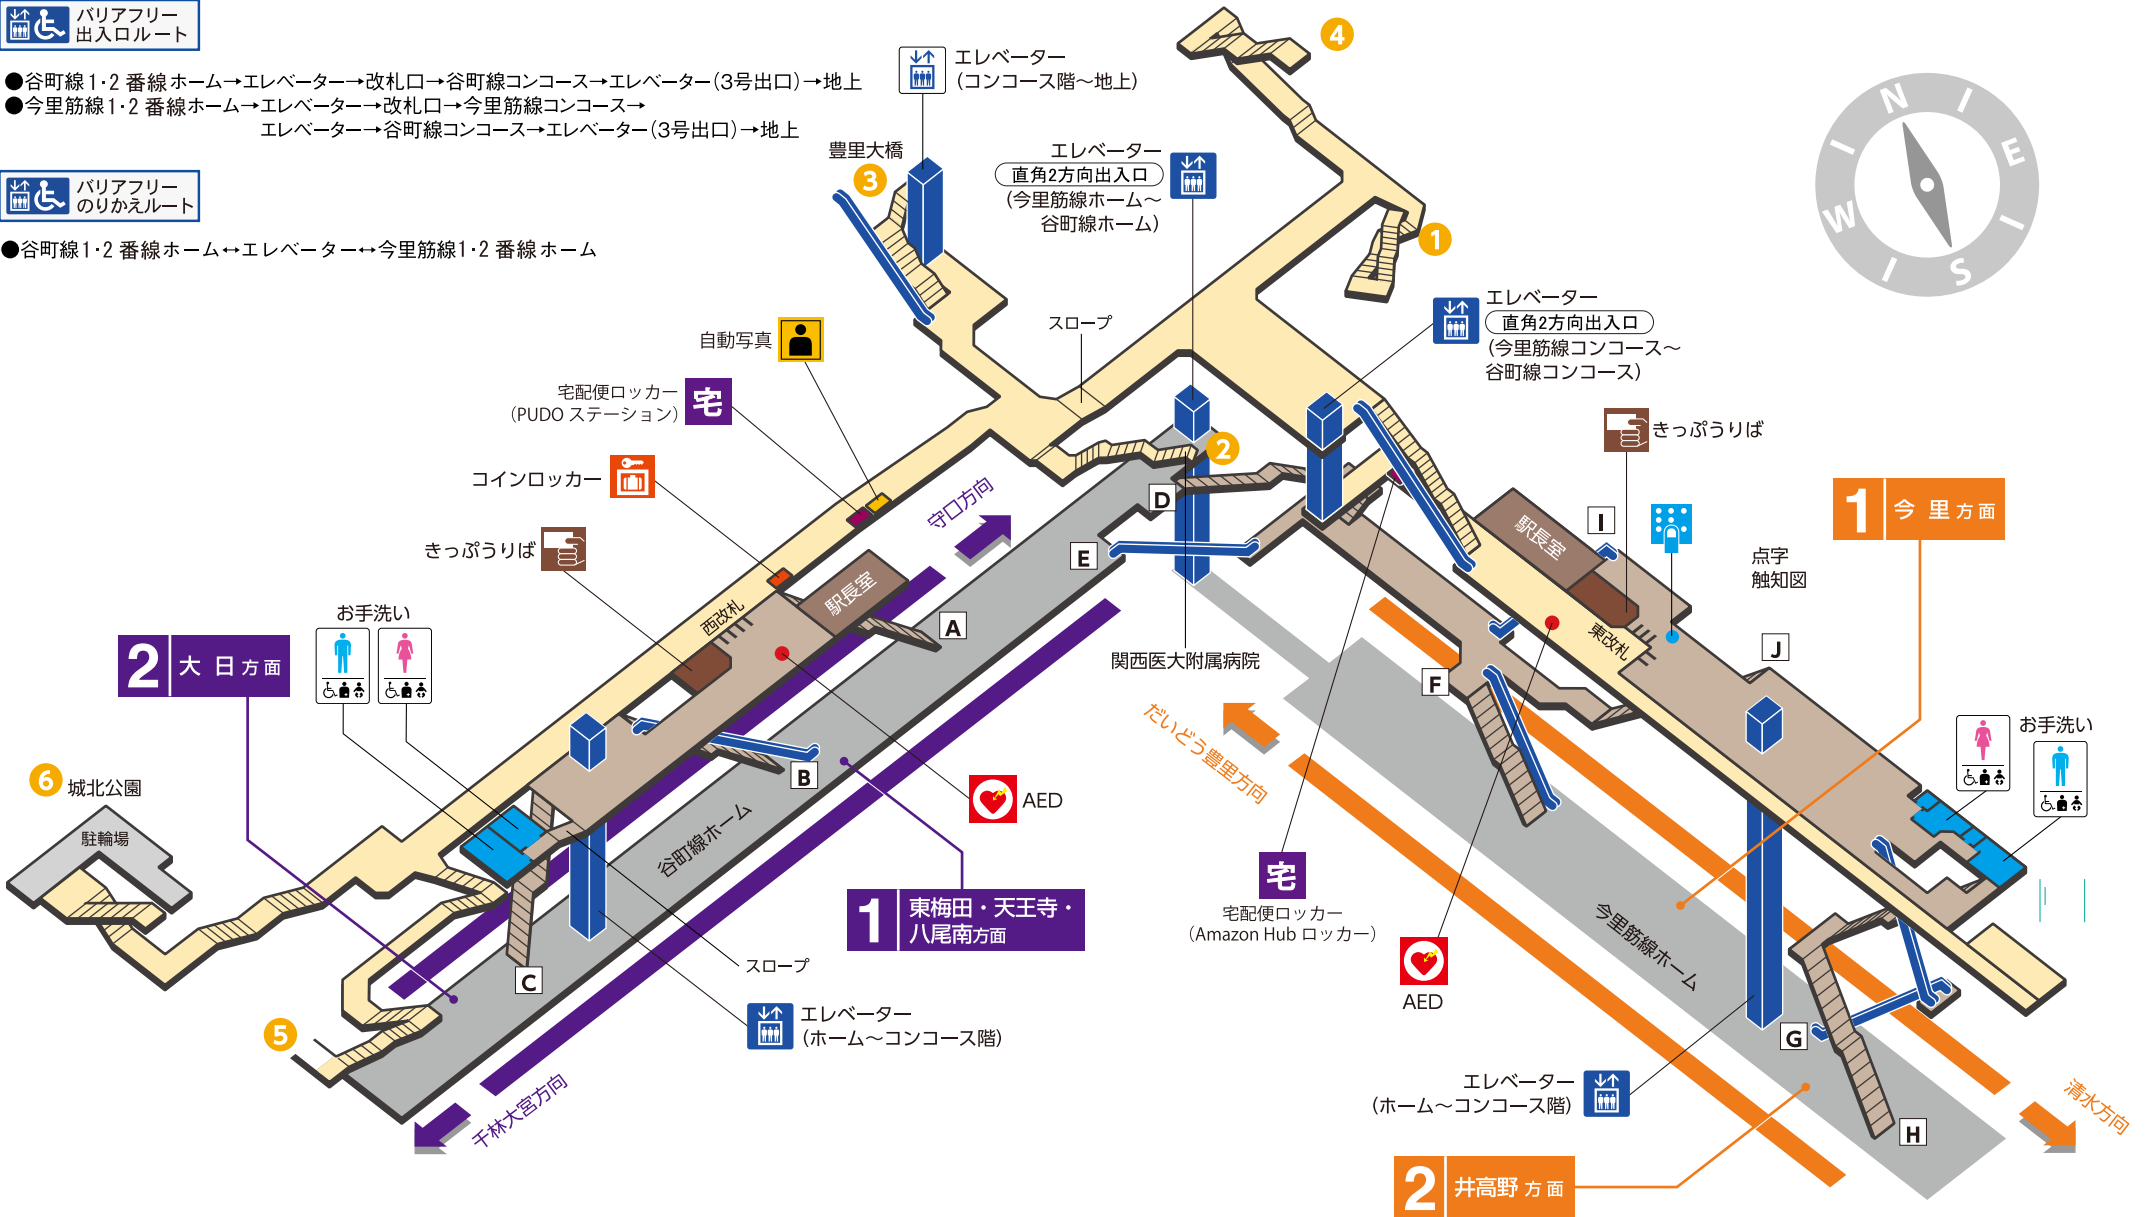 バリアフリー
出入口ルート
●谷町線1・2番線ホーム→エレベーター→改札口→谷町線コンコース→エレベーター(3号出口)→地上
●今里筋線1・2番線ホーム→エレベーター→改札口→今里筋線コンコース→
エレベーター→谷町線コンコース→エレベーター(3号出口)→地上
バリアフリー
のりかえルート
●谷町線1・2番線ホーム↔エレベーター↔今里筋線1・2番線ホーム
エレベーター
(コンコース階〜地上)
豊里大橋
3
4
1
エレベーター
直角2方向出入口
(今里筋線ホーム〜
谷町線ホーム)
N
E
S
W
エレベーター
直角2方向出入口
(今里筋線コンコース〜
谷町線コンコース)
スロープ
自動写真
宅配便ロッカー
(PUDO ステーション)
宅
コインロッカー
きっぷうりば
2
D
E
守口方向
きっぷうりば
駅長室
I
点字
触知図
1 今里方面
西改札
駅長室
A
お手洗い
2 大日方面
関西医大附属病院
東改札
J
F
だいどう豊里方向
お手洗い
B
6
城北公園
駐輪場
AED
谷町線ホーム
1 東梅田・天王寺・
八尾南方面
宅
宅配便ロッカー
(Amazon Hub ロッカー)
AED
今里筋線ホーム
C
スロープ
エレベーター
(ホーム〜コンコース階)
5
千林大宮方向
G
エレベーター
(ホーム〜コンコース階)
清水方向
H
2 井高野方面